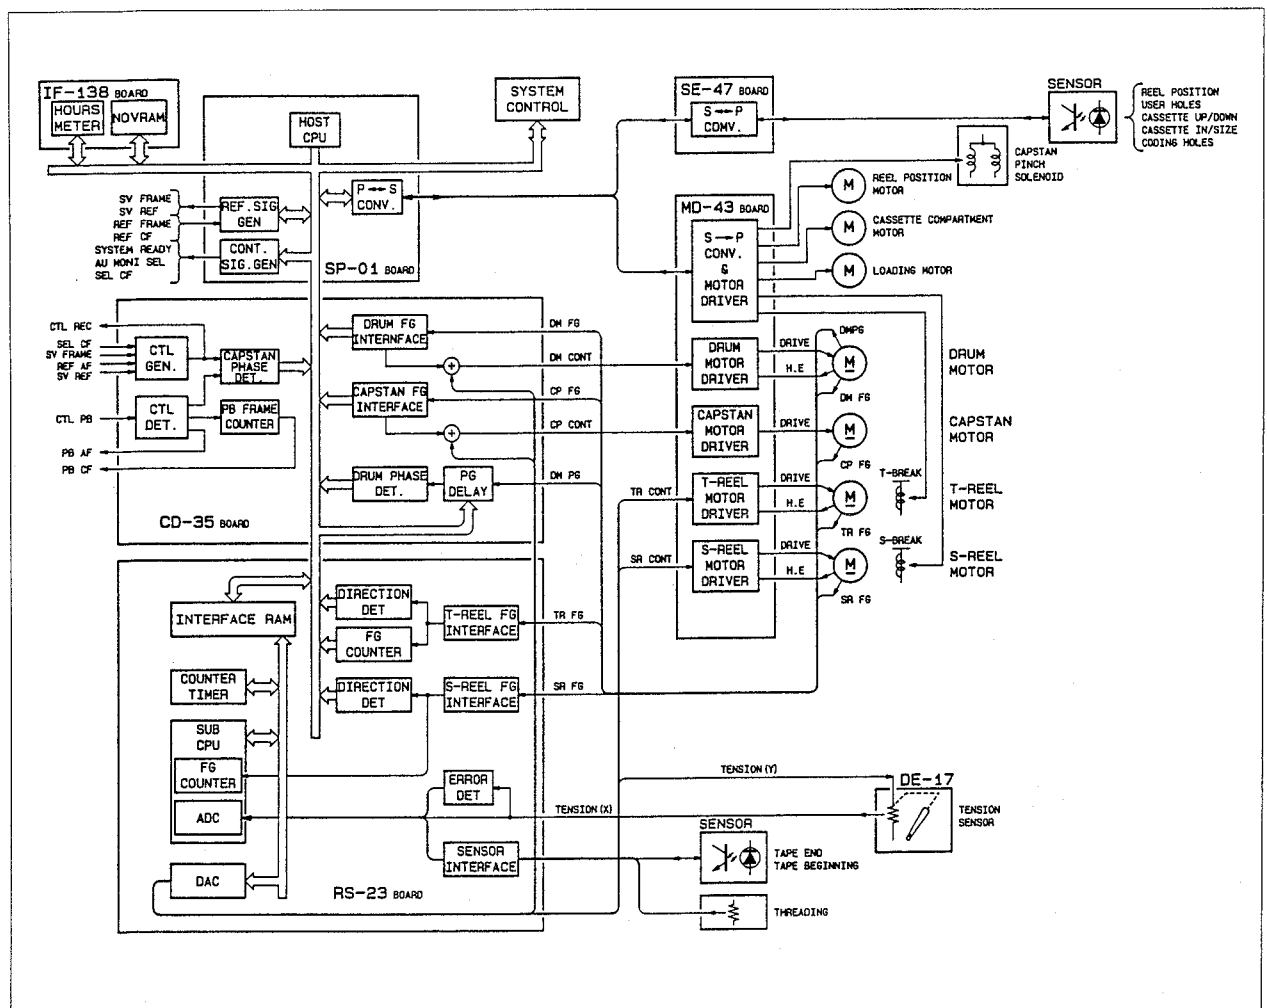 IF-138 BOARD
HOURS
METER
NOVRAM
HOST
CPU
SYSTEM
CONTROL
SE-47 BOARD
S↔P
COMV.
SENSOR
REEL POSITION
USER HOLES
CASSETTE UP/DOWN
CASSETTE IN/SIZE
CODING HOLES
CAPSTAN
PINCH
SOLENOID
SV FRAME
SV REF
REF FRAME
REF CF
SYSTEM READY
AU MONI SEL
SEL CF
REF.SIG
GEN
CONT.
SIG.GEN
P↔S
CONV.
SP-01 BOARD
MD-43 BOARD
S→P
CONV.
&
MOTOR
DRIVER
M
REEL POSITION
MOTOR
M
CASSETTE COMPARTMENT
MOTOR
M
LOADING MOTOR
CTL REC
SEL CF
SV FRAME
REF AF
SV REF
CTL
GEN.
CAPSTAN
PHASE
DET.
CTL PB
CTL
DET.
PB FRAME
COUNTER
PB AF
PB CF
DRUM FG
INTERNFACE
DM FG
+
DM CONT
CAPSTAN FG
INTERFACE
CP FG
+
CP CONT
DRUM PHASE
DET.
PG
DELAY
DM PG
CD-35 BOARD
DRUM
MOTOR
DRIVER
DRIVE
H.E
DMPG
M
DM FG
DRUM
MOTOR
CAPSTAN
MOTOR
DRIVER
DRIVE
M
CP FG
CAPSTAN
MOTOR
TR CONT
T-REEL
MOTOR
DRIVER
DRIVE
H.E
M
TR FG
T-BREAK
T-REEL
MOTOR
SR CONT
S-REEL
MOTOR
DRIVER
DRIVE
H.E
M
SR FG
S-BREAK
S-REEL
MOTOR
INTERFACE RAM
DIRECTION
DET
FG
COUNTER
T-REEL FG
INTERFACE
TR FG
COUNTER
TIMER
DIRECTION
DET
S-REEL FG
INTERFACE
SR FG
SUB
CPU
FG
COUNTER
ADC
ERROR
DET
TENSION(Y)
TENSION(X)
DE-17
TENSION
SENSOR
DAC
SENSOR
INTERFACE
RS-23 BOARD
SENSOR
TAPE END
TAPE BEGINNING
THREADING